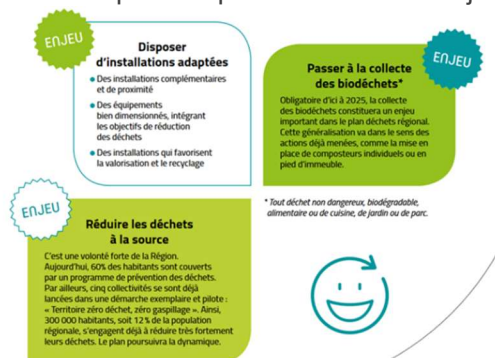 ENJEU
Disposer
d'installations adaptées
• Des installations complémentaires
et de proximité
• Des équipements
bien dimensionnés, intégrant
les objectifs de réduction
des déchets
• Des installations qui favorisent
la valorisation et le recyclage
ENJEU
Passer à la collecte
des biodéchets*
Obligatoire d'ici à 2025, la collecte
des biodéchets constituera un enjeu
important dans le plan déchets régional.
Cette généralisation va dans le sens des
actions déjà menées, comme la mise en
place de composteurs individuels ou en
pied d'immeuble.
* Tout déchet non dangereux, biodégradable,
alimentaire ou de cuisine, de jardin ou de parc.
ENJEU
Réduire les déchets
à la source
C'est une volonté forte de la Région.
Aujourd'hui, 60% des habitants sont couverts
par un programme de prévention des déchets.
Par ailleurs, cinq collectivités se sont déjà
lancées dans une démarche exemplaire et pilote :
« Territoire zéro déchet, zéro gaspillage ». Ainsi,
300 000 habitants, soit 12 % de la population
régionale, s'engagent déjà à réduire très fortement
leurs déchets. Le plan poursuivra la dynamique.